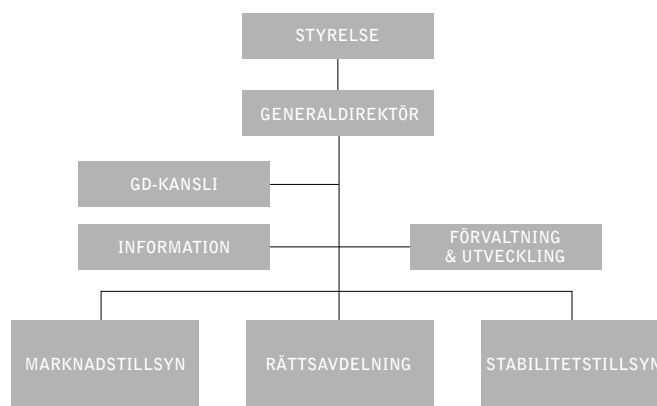 STYRELSE
GENERALDIREKTÖR
GD-KANSLI
INFORMATION
FÖRVALTNING
& UTVECKLING
MARKNADSTILLSYN
RÄTTSAVDELNING
STABILITETSTILLSYN